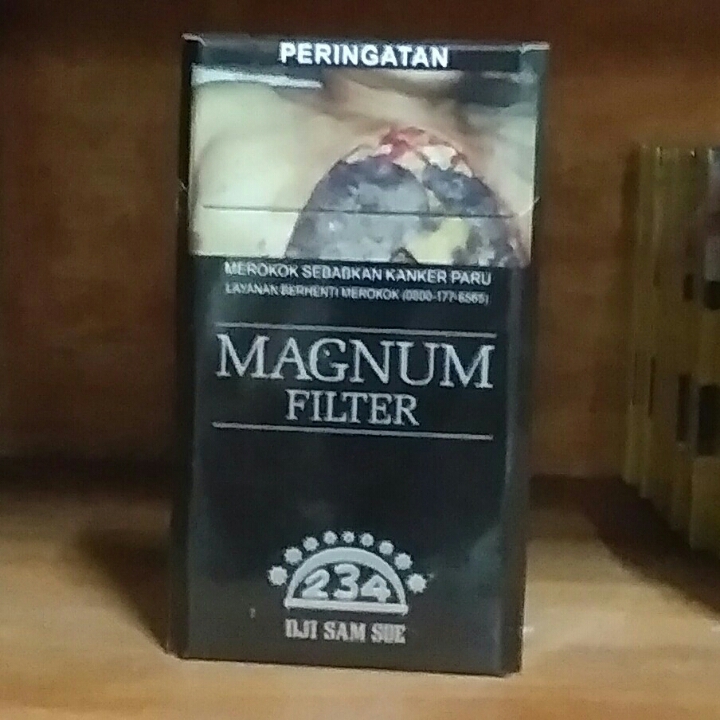 PERINGATAN
MEROKOK SEBABKAN KANKER PARU
LAYANAN BERHENTI MEROKOK (0800-177-6565)
MAGNUM
FILTER
234
DJI SAM SOE